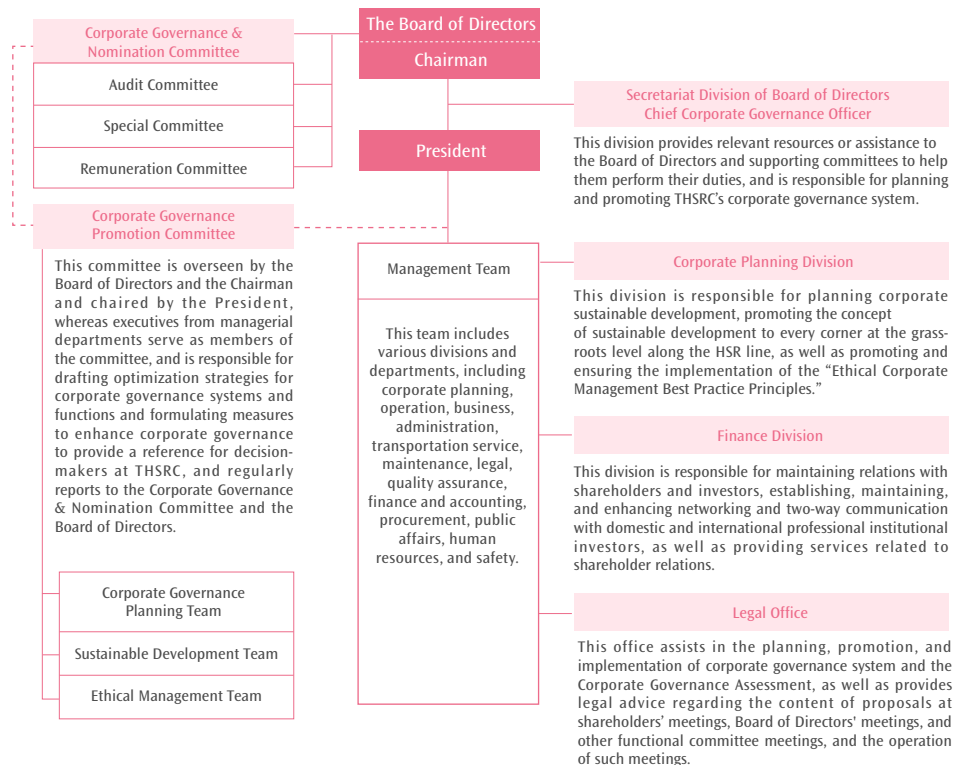 The Board of Directors
Chairman
Corporate Governance &
Nomination Committee
Audit Committee
Special Committee
Remuneration Committee
Secretariat Division of Board of Directors
Chief Corporate Governance Officer
This division provides relevant resources or assistance to
the Board of Directors and supporting committees to help
them perform their duties, and is responsible for planning
and promoting THSRC’s corporate governance system.
President
Corporate Governance
Promotion Committee
This committee is overseen by the
Board of Directors and the Chairman
and chaired by the President,
whereas executives from managerial
departments serve as members of
the committee, and is responsible for
drafting optimization strategies for
corporate governance systems and
functions and formulating measures
to enhance corporate governance
to provide a reference for decision-
makers at THSRC, and regularly
reports to the Corporate Governance
& Nomination Committee and the
Board of Directors.
Corporate Governance
Planning Team
Sustainable Development Team
Ethical Management Team
Management Team
This team includes
various divisions and
departments, including
corporate planning,
operation, business,
administration,
transportation service,
maintenance, legal,
quality assurance,
finance and accounting,
procurement, public
affairs, human
resources, and safety.
Corporate Planning Division
This division is responsible for planning corporate
sustainable development, promoting the concept
of sustainable development to every corner at the grass-
roots level along the HSR line, as well as promoting and
ensuring the implementation of the “Ethical Corporate
Management Best Practice Principles.”
Finance Division
This division is responsible for maintaining relations with
shareholders and investors, establishing, maintaining,
and enhancing networking and two-way communication
with domestic and international professional institutional
investors, as well as providing services related to
shareholder relations.
Legal Office
This office assists in the planning, promotion, and
implementation of corporate governance system and the
Corporate Governance Assessment, as well as provides
legal advice regarding the content of proposals at
shareholders’ meetings, Board of Directors' meetings, and
other functional committee meetings, and the operation
of such meetings.